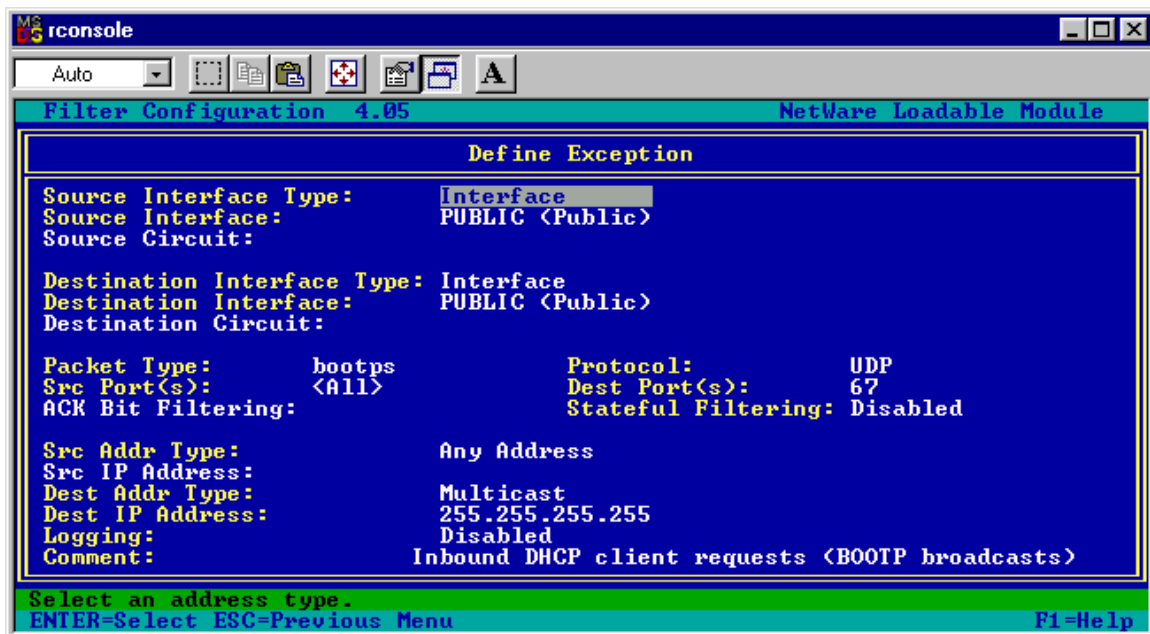 MS DOS rconsole
Auto A
Filter Configuration 4.05 NetWare Loadable Module
Define Exception
Source Interface Type: Interface
Source Interface: PUBLIC <Public>
Source Circuit:
Destination Interface Type: Interface
Destination Interface: PUBLIC <Public>
Destination Circuit:
Packet Type: bootps Protocol: UDP
Src Port<s>: <All> Dest Port<s>: 67
ACK Bit Filtering: Stateful Filtering: Disabled
Src Addr Type: Any Address
Src IP Address:
Dest Addr Type: Multicast
Dest IP Address: 255.255.255.255
Logging: Disabled
Comment: Inbound DHCP client requests <BOOTP broadcasts>
Select an address type.
ENTER=Select ESC=Previous Menu F1=Help